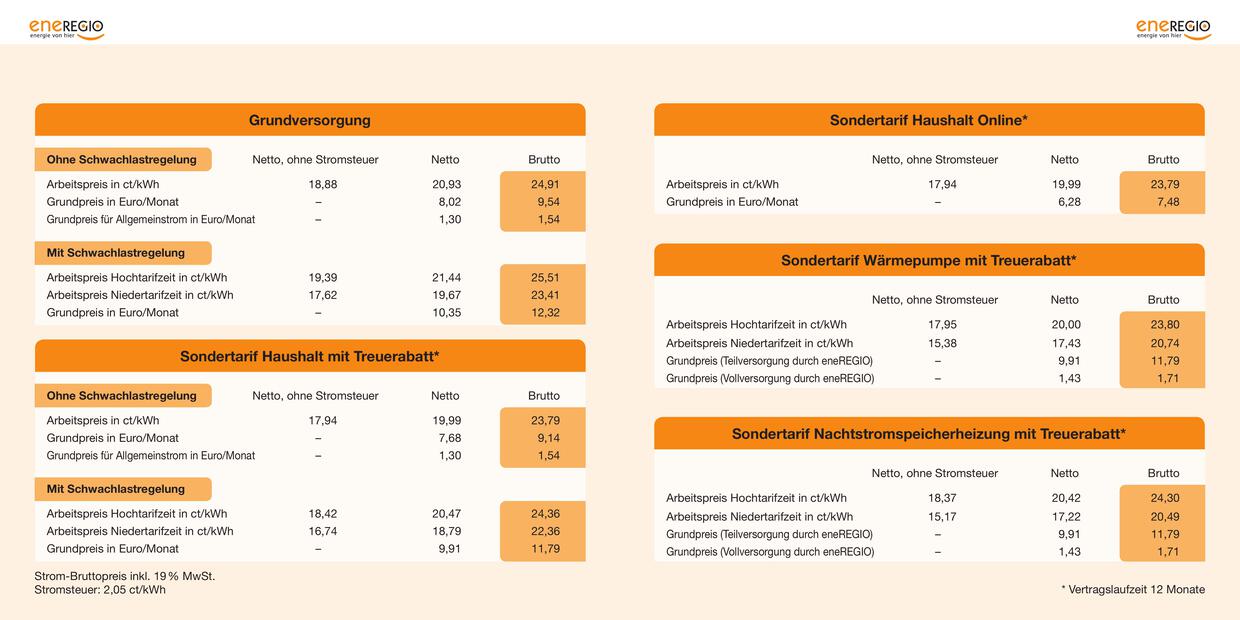 eneREGIO
energie von hier
eneREGIO
energie von hier
Grundversorgung
Ohne Schwachlastregelung Netto, ohne Stromsteuer Netto Brutto
Arbeitspreis in ct/kWh 18,88 20,93 24,91
Grundpreis in Euro/Monat – 8,02 9,54
Grundpreis für Allgemeinstrom in Euro/Monat – 1,30 1,54
Mit Schwachlastregelung
Arbeitspreis Hochtarifzeit in ct/kWh 19,39 21,44 25,51
Arbeitspreis Niedertarifzeit in ct/kWh 17,62 19,67 23,41
Grundpreis in Euro/Monat – 10,35 12,32
Sondertarif Haushalt mit Treuerabatt*
Ohne Schwachlastregelung Netto, ohne Stromsteuer Netto Brutto
Arbeitspreis in ct/kWh 17,94 19,99 23,79
Grundpreis in Euro/Monat – 7,68 9,14
Grundpreis für Allgemeinstrom in Euro/Monat – 1,30 1,54
Mit Schwachlastregelung
Arbeitspreis Hochtarifzeit in ct/kWh 18,42 20,47 24,36
Arbeitspreis Niedertarifzeit in ct/kWh 16,74 18,79 22,36
Grundpreis in Euro/Monat – 9,91 11,79
Strom-Bruttopreis inkl. 19 % MwSt.
Stromsteuer: 2,05 ct/kWh
Sondertarif Haushalt Online*
Netto, ohne Stromsteuer Netto Brutto
Arbeitspreis in ct/kWh 17,94 19,99 23,79
Grundpreis in Euro/Monat – 6,28 7,48
Sondertarif Wärmepumpe mit Treuerabatt*
Netto, ohne Stromsteuer Netto Brutto
Arbeitspreis Hochtarifzeit in ct/kWh 17,95 20,00 23,80
Arbeitspreis Niedertarifzeit in ct/kWh 15,38 17,43 20,74
Grundpreis (Teilversorgung durch eneREGIO) – 9,91 11,79
Grundpreis (Vollversorgung durch eneREGIO) – 1,43 1,71
Sondertarif Nachtstromspeicherheizung mit Treuerabatt*
Netto, ohne Stromsteuer Netto Brutto
Arbeitspreis Hochtarifzeit in ct/kWh 18,37 20,42 24,30
Arbeitspreis Niedertarifzeit in ct/kWh 15,17 17,22 20,49
Grundpreis (Teilversorgung durch eneREGIO) – 9,91 11,79
Grundpreis (Vollversorgung durch eneREGIO) – 1,43 1,71
* Vertragslaufzeit 12 Monate